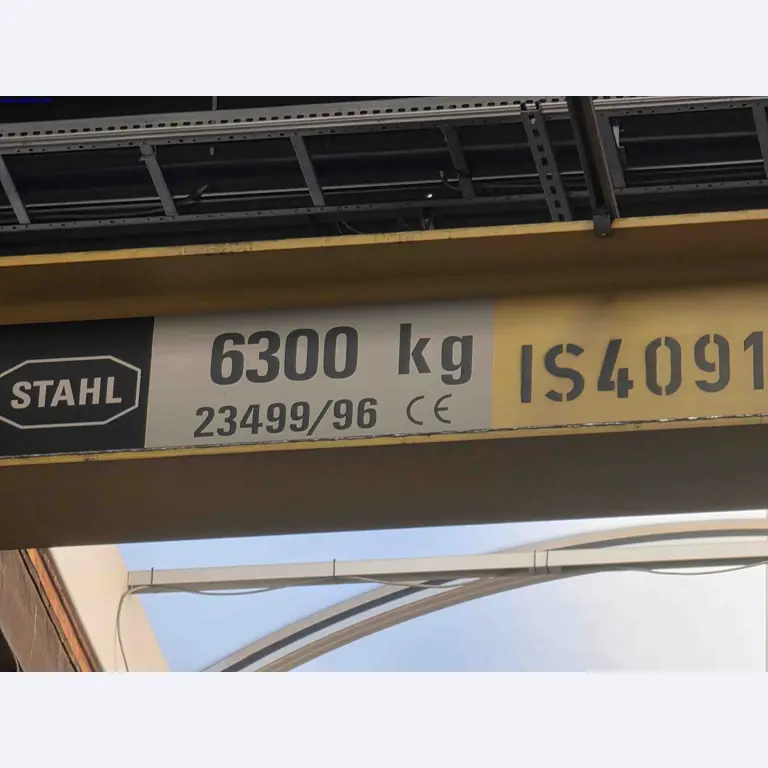 STAHL
6300 kg
23499/96 CE
IS4091